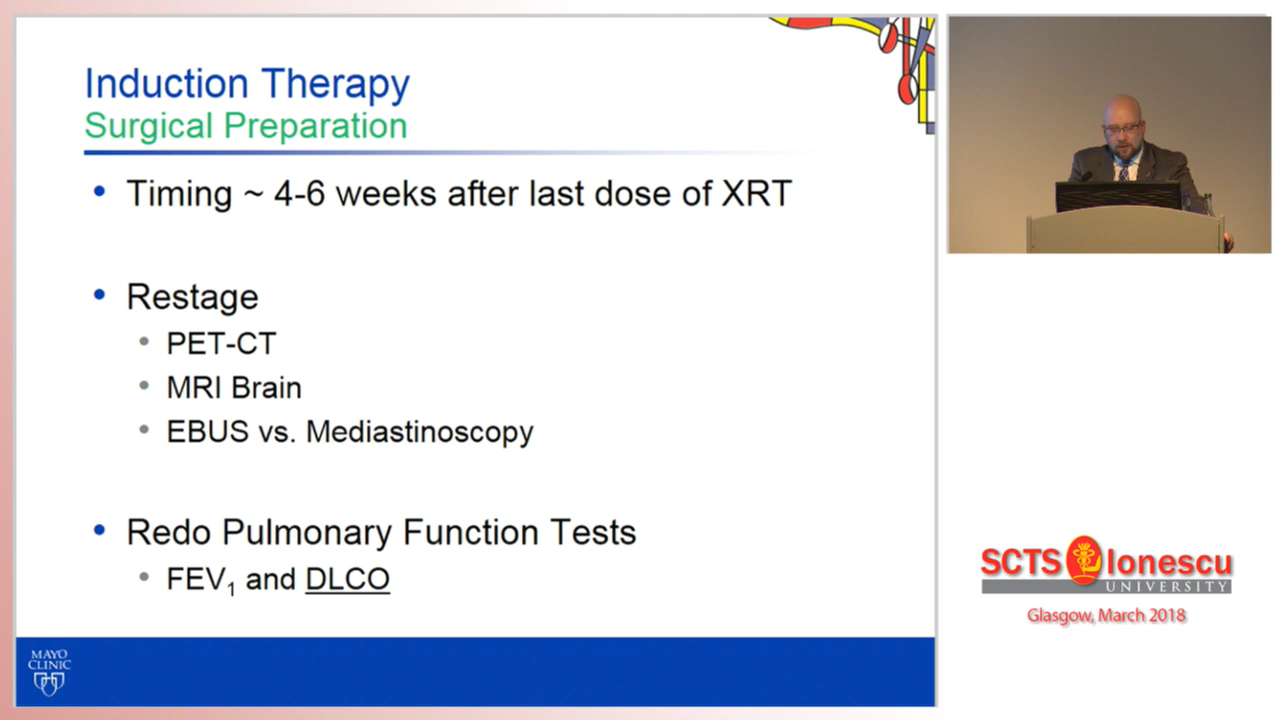 Induction Therapy
Surgical Preparation
• Timing ~ 4-6 weeks after last dose of XRT
• Restage
• PET-CT
• MRI Brain
• EBUS vs. Mediastinoscopy
• Redo Pulmonary Function Tests
• FEV1 and DLCO
MAYO
CLINIC
SCTS Ionescu
UNIVERSITY
Glasgow, March 2018